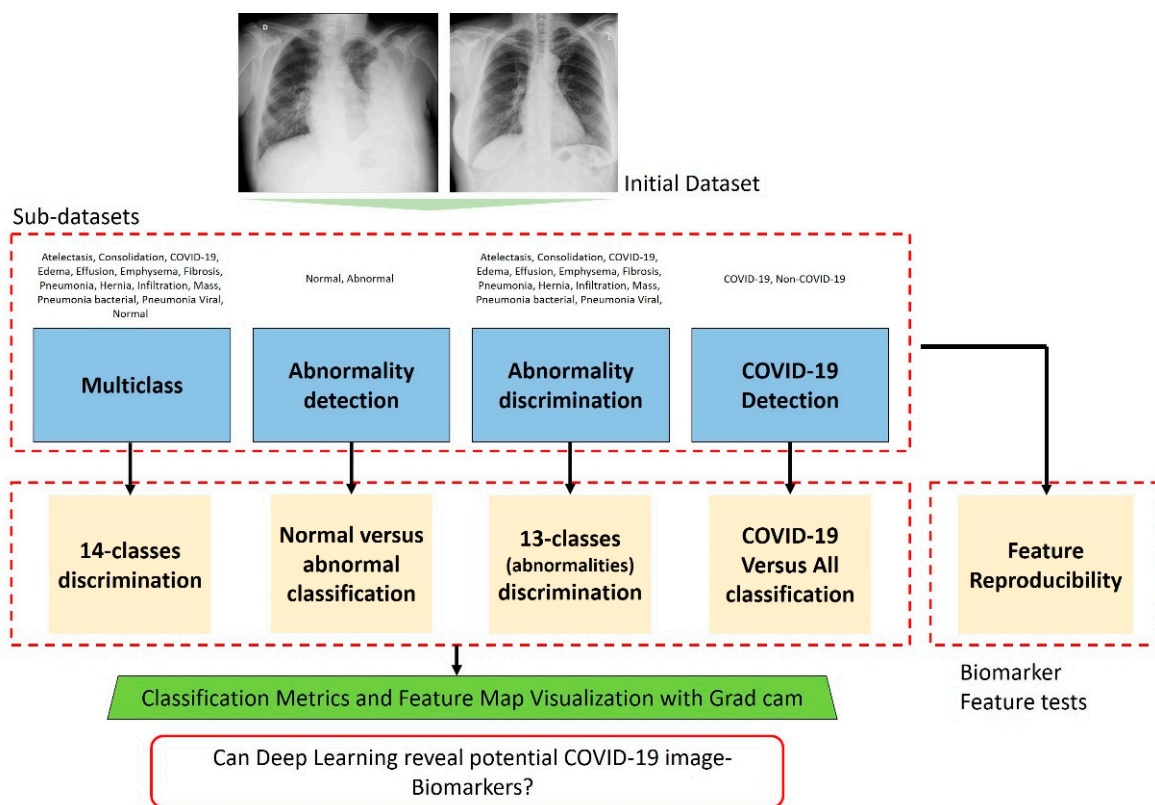 D
L
Initial Dataset
Sub-datasets
Atelectasis, Consolidation, COVID-19,
Edema, Effusion, Emphysema, Fibrosis,
Pneumonia, Hernia, Infiltration, Mass,
Pneumonia bacterial, Pneumonia Viral,
Normal
Normal, Abnormal
Atelectasis, Consolidation, COVID-19,
Edema, Effusion, Emphysema, Fibrosis,
Pneumonia, Hernia, Infiltration, Mass,
Pneumonia bacterial, Pneumonia Viral,
COVID-19, Non-COVID-19
Multiclass
Abnormality
detection
Abnormality
discrimination
COVID-19
Detection
14-classes
discrimination
Normal versus
abnormal
classification
13-classes
(abnormalities)
discrimination
COVID-19
Versus All
classification
Feature
Reproducibility
Biomarker
Feature tests
Classification Metrics and Feature Map Visualization with Grad cam
Can Deep Learning reveal potential COVID-19 image-
Biomarkers?